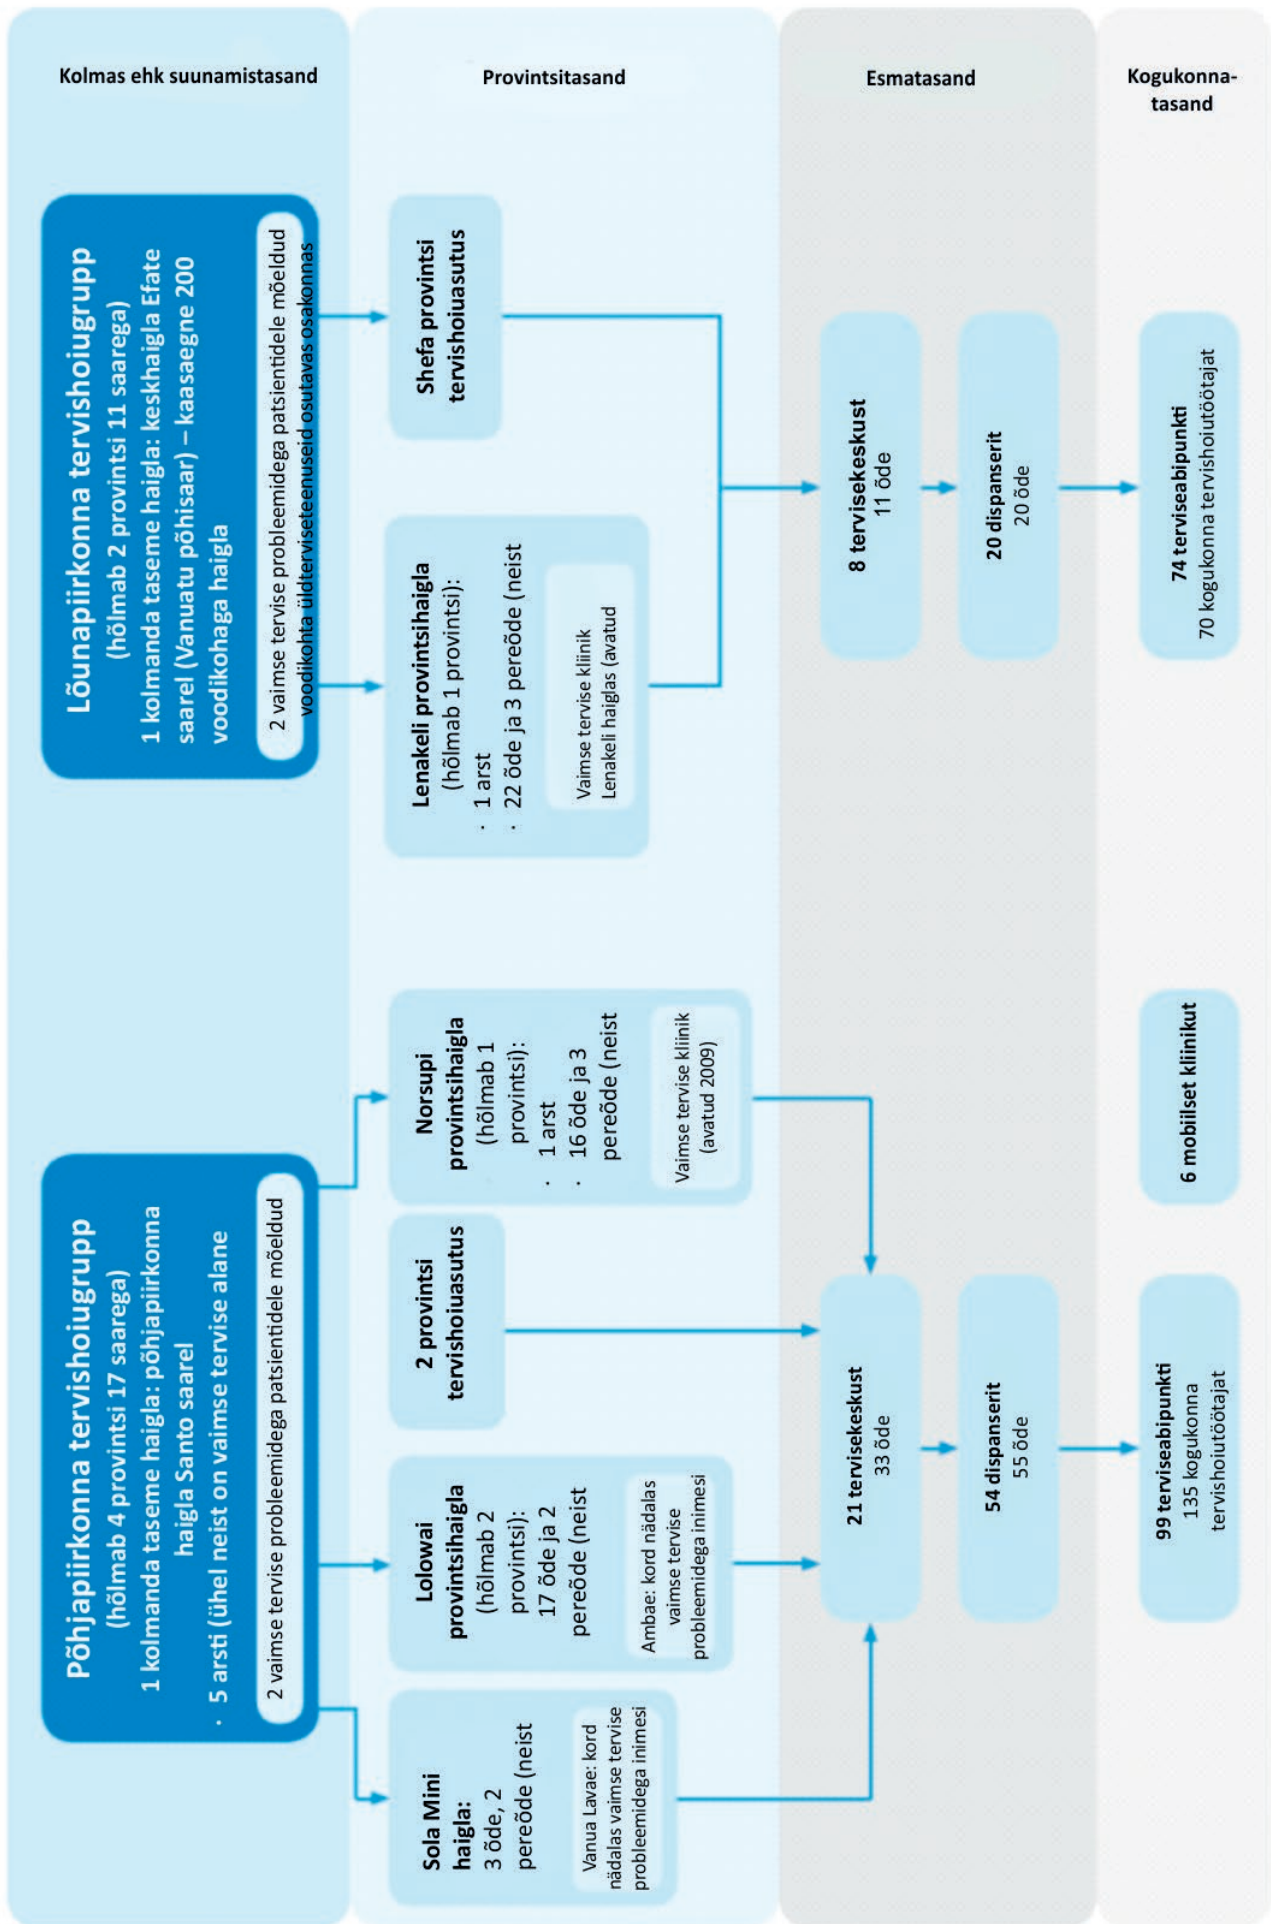 Kolmas ehk suunamistasand
Provintsitasand
Esmatasand
Kogukonna-
tasand
Põhjapiirkonna tervishoiugrupp
(hõlmab 4 provintsi 17 saarega)
1 kolmanda taseme haigla: põhjapiirkonna
haigla Santo saarel
· 5 arsti (ühel neist on vaimse tervise alane
2 vaimse tervise probleemidega patsientidele mõeldud
Lõunapiirkonna tervishoiugrupp
(hõlmab 2 provintsi 11 saarega)
1 kolmanda taseme haigla: keskhaigla Efate
saarel (Vanuatu põhisaar) – kaasaegne 200
voodikohaga haigla
2 vaimse tervise probleemidega patsientidele mõeldud
voodikohta üldterviseteenuseid osutavas osakonnas
Sola Mini
haigla:
3 õde, 2
pereõde (neist
Vanua Lavae: kord
nädalas vaimse tervise
probleemidega inimesi
Lolowai
provintsihaigla
(hõlmab 2
provintsi):
17 õde ja 2
pereõde (neist
Ambae: kord nädalas
vaimse tervise
probleemidega inimesi
2 provintsi
tervishoiuasutus
Norsupi
provintsihaigla
(hõlmab 1
provintsi):
· 1 arst
· 16 õde ja 3
pereõde (neist
Vaimse tervise kliinik
(avatud 2009)
Lenakeli provintsihaigla
(hõlmab 1 provintsi):
· 1 arst
· 22 õde ja 3 pereõde (neist
Vaimse tervise kliinik
Lenakeli haiglas (avatud
Shefa provintsi
tervishoiuasutus
21 tervisekeskust
33 õde
54 dispanserit
55 õde
8 tervisekeskust
11 õde
20 dispanserit
20 õde
99 terviseabipunkti
135 kogukonna
tervishoiutöötajat
6 mobiilset kliinikut
74 terviseabipunkti
70 kogukonna tervishoiutöötajat